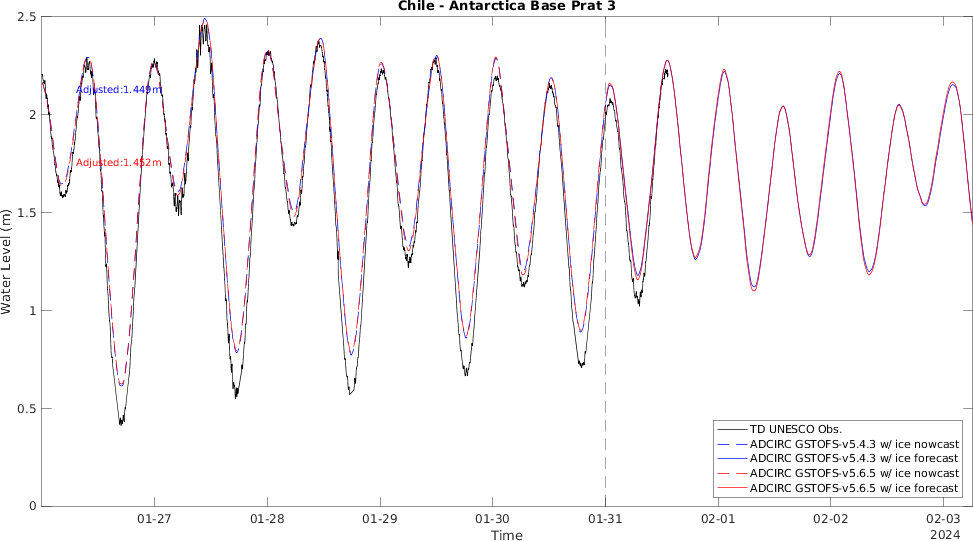 Chile - Antarctica Base Prat 3
2.5
2
1.5
1
0.5
0
Water Level (m)
Adjusted:1.449m
Adjusted:1.452m
TD UNESCO Obs.
ADCIRC GSTOFS-v5.4.3 w/ ice nowcast
ADCIRC GSTOFS-v5.4.3 w/ ice forecast
ADCIRC GSTOFS-v5.6.5 w/ ice nowcast
ADCIRC GSTOFS-v5.6.5 w/ ice forecast
01-27 01-28 01-29 01-30 01-31 02-01 02-02 02-03
Time 2024